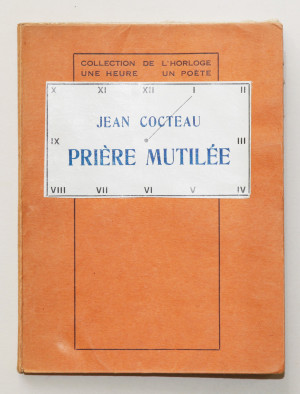 COLLECTION DE L'HORLOGE
UNE HEURE UN POÈTE
X XI XII I II
JEAN COCTEAU
IX III
PRIÈRE MUTILÉE
VIII VII VI V IV